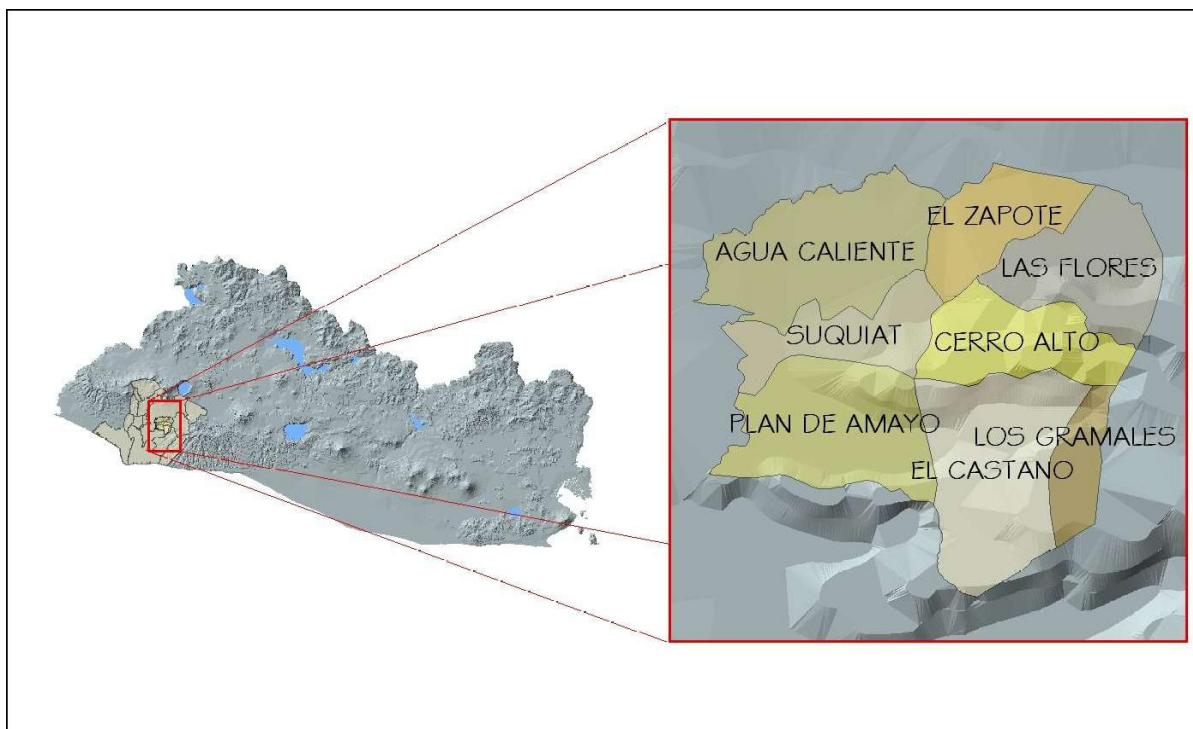 EL ZAPOTE
AGUA CALIENTE
LAS FLORES
SUQUIAT
CERRO ALTO
PLAN DE AMAYO
LOS GRAMALES
EL CASTANO